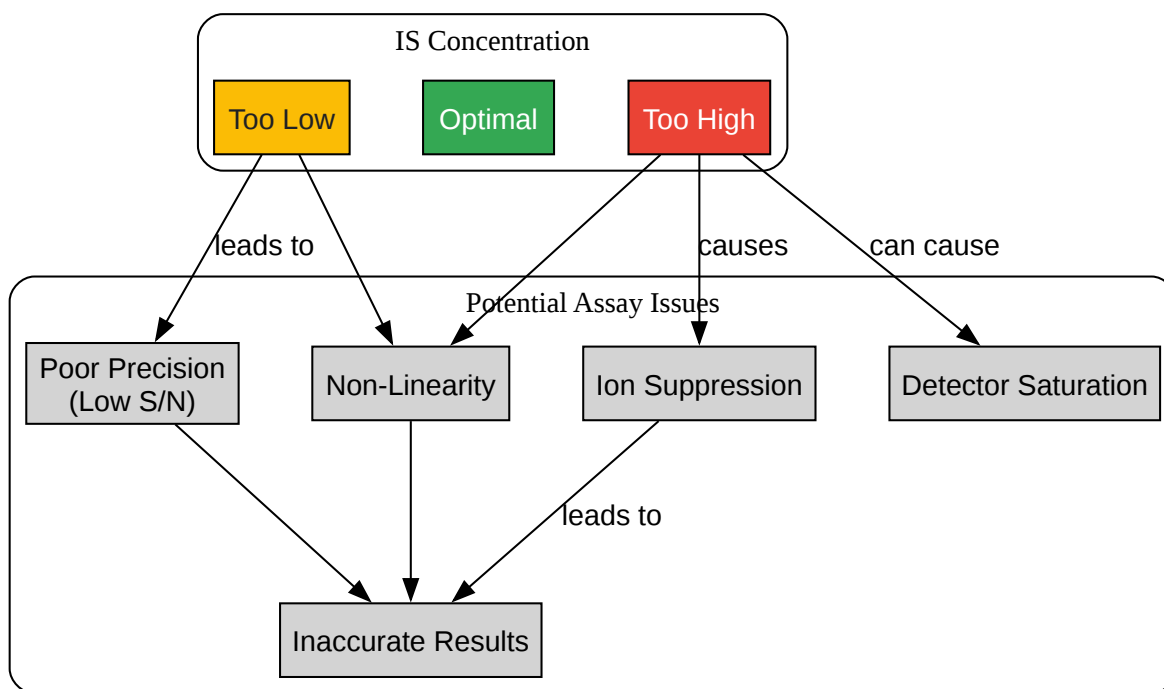 IS Concentration
Too Low
Optimal
Too High
leads to
causes
can cause
Potential Assay Issues
Poor Precision
(Low S/N)
Non-Linearity
Ion Suppression
Detector Saturation
leads to
Inaccurate Results